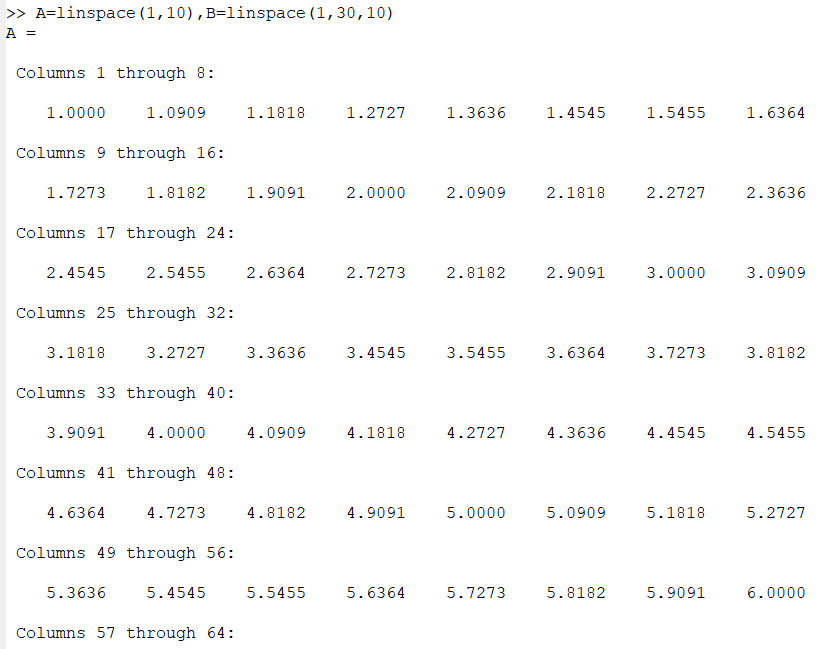 >> A=linspace(1,10),B=linspace(1,30,10)
A =
Columns 1 through 8:
1.0000 1.0909 1.1818 1.2727 1.3636 1.4545 1.5455 1.6364
Columns 9 through 16:
1.7273 1.8182 1.9091 2.0000 2.0909 2.1818 2.2727 2.3636
Columns 17 through 24:
2.4545 2.5455 2.6364 2.7273 2.8182 2.9091 3.0000 3.0909
Columns 25 through 32:
3.1818 3.2727 3.3636 3.4545 3.5455 3.6364 3.7273 3.8182
Columns 33 through 40:
3.9091 4.0000 4.0909 4.1818 4.2727 4.3636 4.4545 4.5455
Columns 41 through 48:
4.6364 4.7273 4.8182 4.9091 5.0000 5.0909 5.1818 5.2727
Columns 49 through 56:
5.3636 5.4545 5.5455 5.6364 5.7273 5.8182 5.9091 6.0000
Columns 57 through 64: